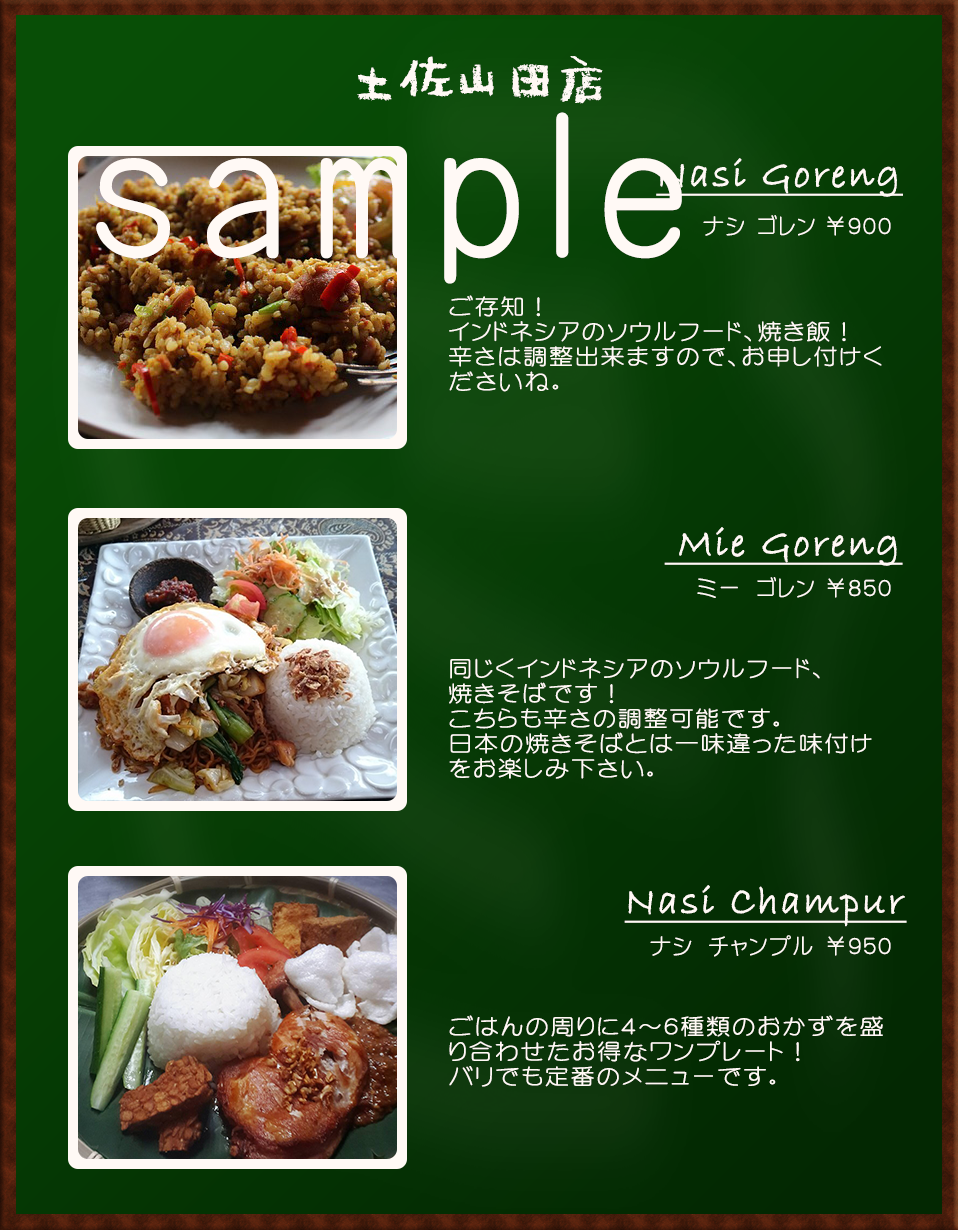 土佐山田店
sample
Nasi Goreng
ナシ ゴレン ￥900
ご存知！
インドネシアのソウルフード、焼き飯！
辛さは調整出来ますので、お申し付けく
ださいね。
Mie Goreng
ミー ゴレン ￥850
同じくインドネシアのソウルフード、
焼きそばです！
こちらも辛さの調整可能です。
日本の焼きそばとは一味違った味付け
をお楽しみ下さい。
Nasi Champur
ナシ チャンプル ￥950
ごはんの周りに4～6種類のおかずを盛
り合わせたお得なワンプレート！
バリでも定番のメニューです。